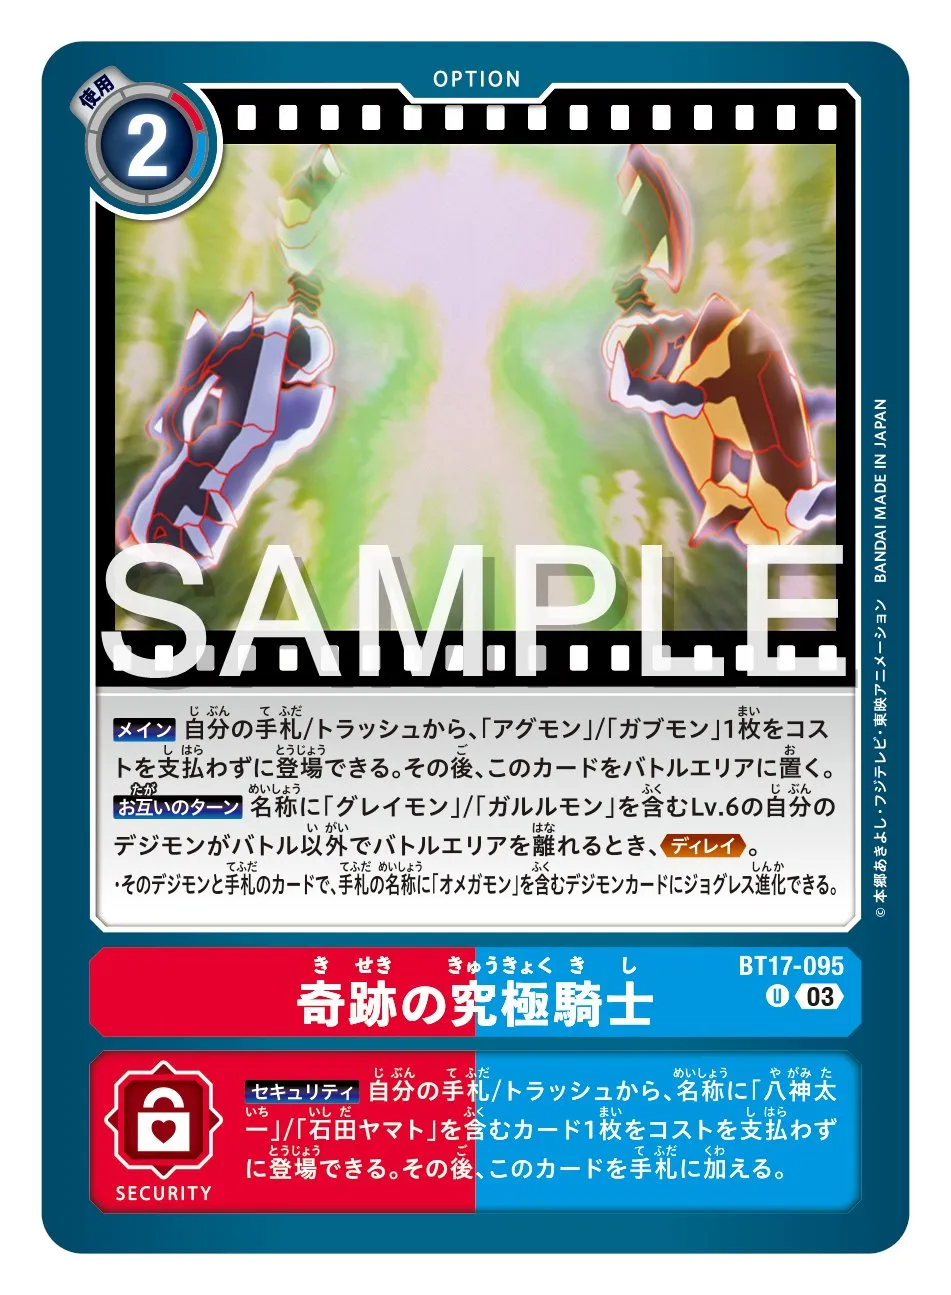 OPTION
使用
2
SAMPLE
メイン 自分の手札/トラッシュから、「アグモン」/「ガブモン」1枚をコス
トを支払わずに登場できる。その後、このカードをバトルエリアに置く。
お互いのターン 名称に「グレイモン」/「ガルルモン」を含むLv.6の自分の
デジモンがバトル以外でバトルエリアを離れるとき、ディレイ。
・そのデジモンと手札のカードで、手札の名称に「オメガモン」を含むデジモンカードにジョグレス進化できる。
©本郷あきよし・フジテレビ・東映アニメーション BANDAI MADE IN JAPAN
き せき きゅうきょく き し
奇跡の究極騎士
BT17-095
U 03
セキュリティ 自分の手札/トラッシュから、名称に「八神太
一」/「石田ヤマト」を含むカード1枚をコストを支払わず
に登場できる。その後、このカードを手札に加える。
SECURITY